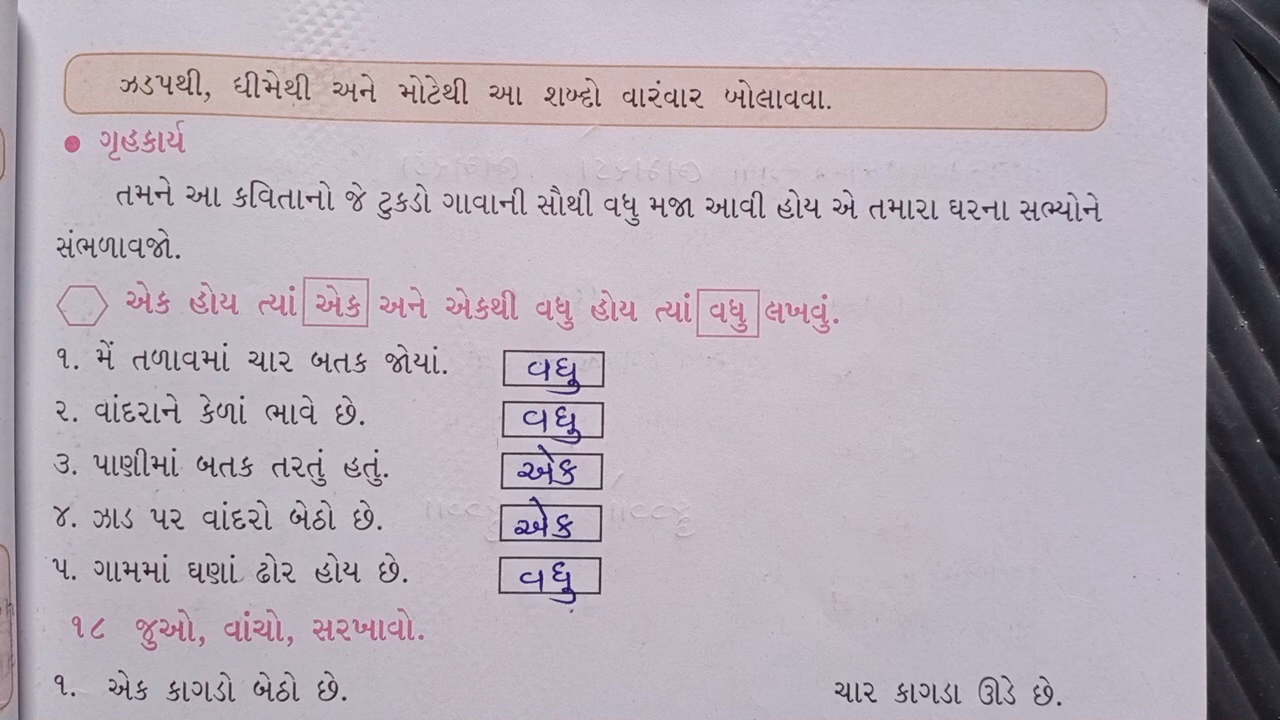 ઝડપથી, ધીમેથી અને મોટેથી આ શબ્દો વારંવાર બોલાવવા.
• ગૃહકાર્ય
તમને આ કવિતાનો જે ટુકડો ગાવાની સૌથી વધુ મજા આવી હોય એ તમારા ઘરના સભ્યોને
સંભળાવજો.
એક હોય ત્યાં એક અને એકથી વધુ હોય ત્યાં વધુ લખવું.
૧. મેં તળાવમાં ચાર બતક જોયાં. વધુ
૨. વાંદરાને કેળાં ભાવે છે. વધુ
૩. પાણીમાં બતક તરતું હતું. એક
૪. ઝાડ પર વાંદરો બેઠો છે. એક
૫. ગામમાં ઘણાં ઢોર હોય છે. વધુ
૧૮ જુઓ, વાંચો, સરખાવો.
૧. એક કાગડો બેઠો છે. ચાર કાગડા ઊડે છે.